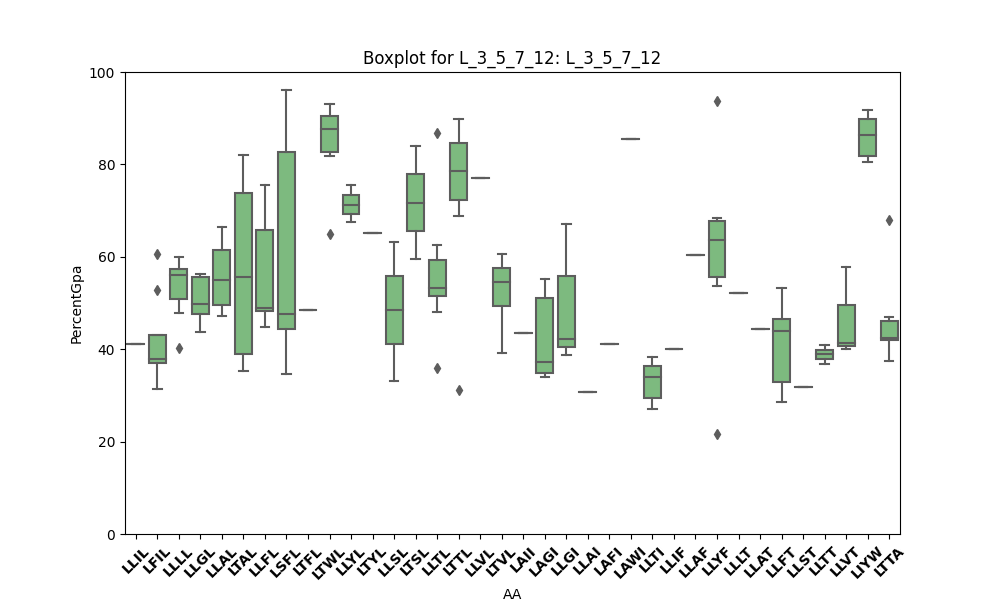 Boxplot for L_3_5_7_12: L_3_5_7_12
PercentGpa
100
80
60
40
20
0
LLIL LFIL LLLL LLGL LLAL LTAL LLFL LSFL LTFL LTWL LLYL LTYL LLSL LTSL LLTL LTTL LLVL LTVL LAII LAGI LLGI LLAI LAFI LAWI LLTI LLIF LLAF LLYF LLLT LLAT LLFT LLST LLTT LLVT LIYW LTTA
AA